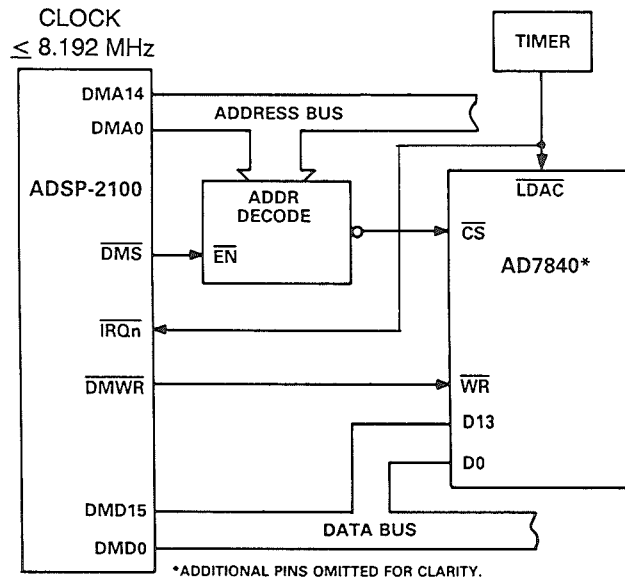 CLOCK
≤ 8.192 MHz
TIMER
DMA14
ADDRESS BUS
DMA0
ADSP-2100
ADDR
DECODE
LDAC
CS
DMS
EN
AD7840*
IRQn
DMWR
WR
D13
D0
DMD15
DATA BUS
DMD0
*ADDITIONAL PINS OMITTED FOR CLARITY.